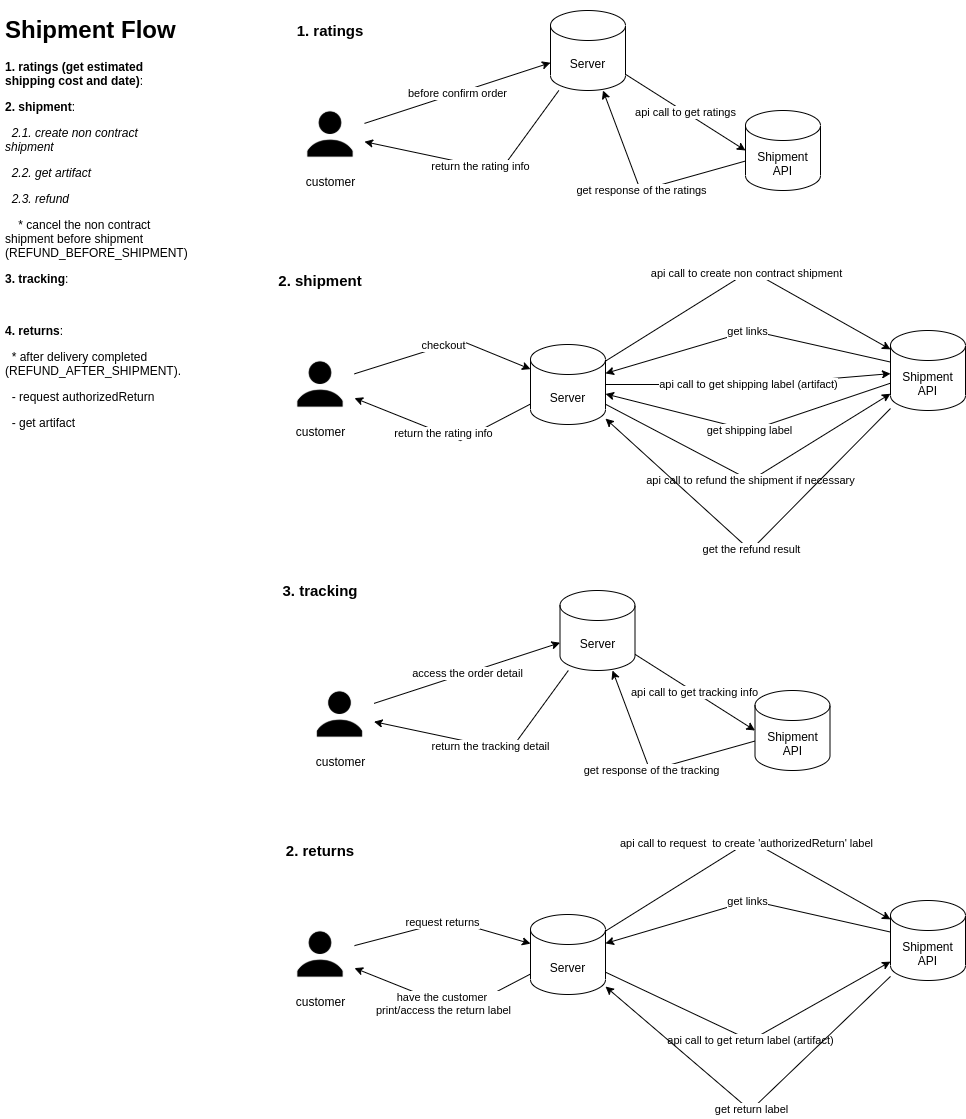 Shipment Flow
1. ratings (get estimated
shipping cost and date):
2. shipment:
2.1. create non contract
shipment
2.2. get artifact
2.3. refund
* cancel the non contract
shipment before shipment
(REFUND_BEFORE_SHIPMENT)
3. tracking:
4. returns:
* after delivery completed
(REFUND_AFTER_SHIPMENT).
- request authorizedReturn
- get artifact
1. ratings
Server
before confirm order
api call to get ratings
Shipment
API
return the rating info
customer
get response of the ratings
2. shipment
api call to create non contract shipment
get links
checkout
Shipment
API
api call to get shipping label (artifact)
Server
get shipping label
customer
return the rating info
api call to refund the shipment if necessary
get the refund result
3. tracking
Server
access the order detail
api call to get tracking info
Shipment
API
return the tracking detail
customer
get response of the tracking
2. returns
api call to request  to create 'authorizedReturn' label
get links
request returns
Shipment
API
Server
customer
have the customer
print/access the return label
api call to get return label (artifact)
get return label